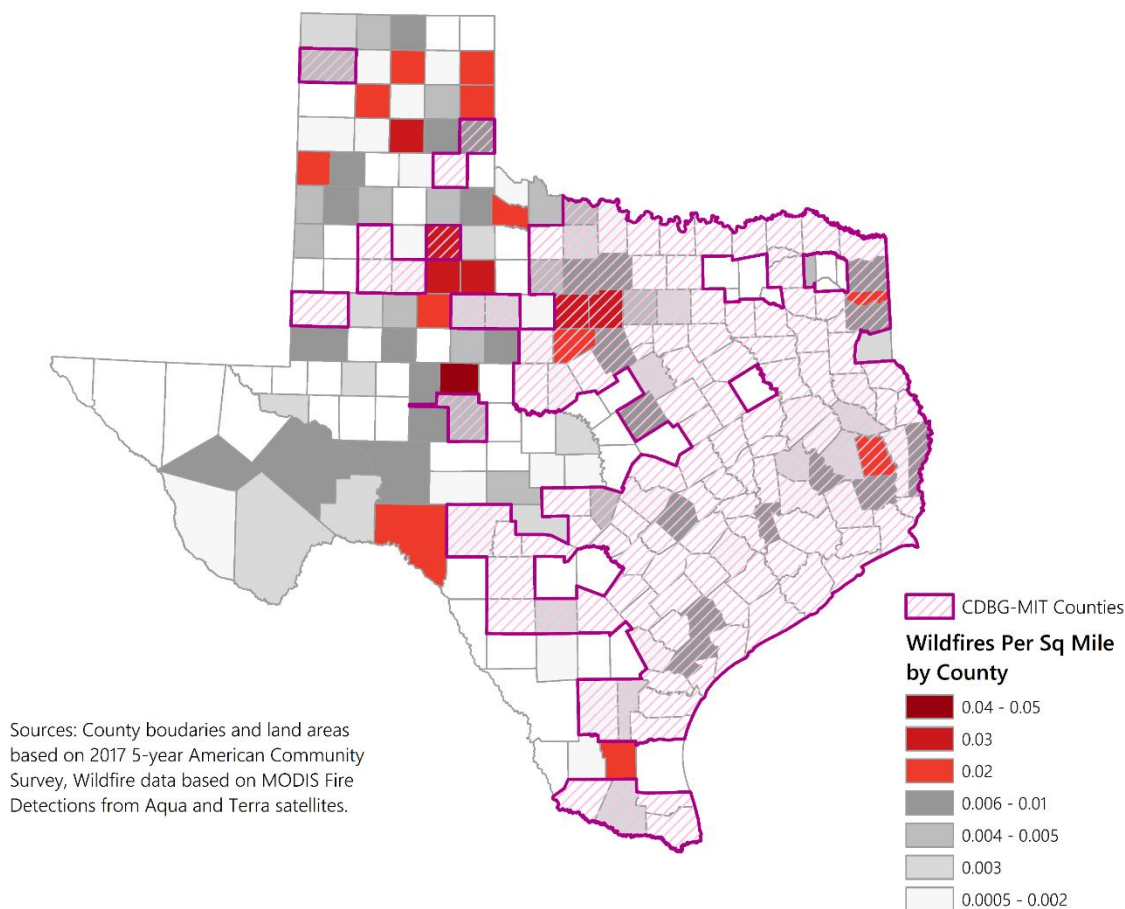 CDBG-MIT Counties
Wildfires Per Sq Mile
by County
0.04 - 0.05
0.03
0.02
0.006 - 0.01
0.004 - 0.005
0.003
0.0005 - 0.002
Sources: County boudaries and land areas
based on 2017 5-year American Community
Survey, Wildfire data based on MODIS Fire
Detections from Aqua and Terra satellites.